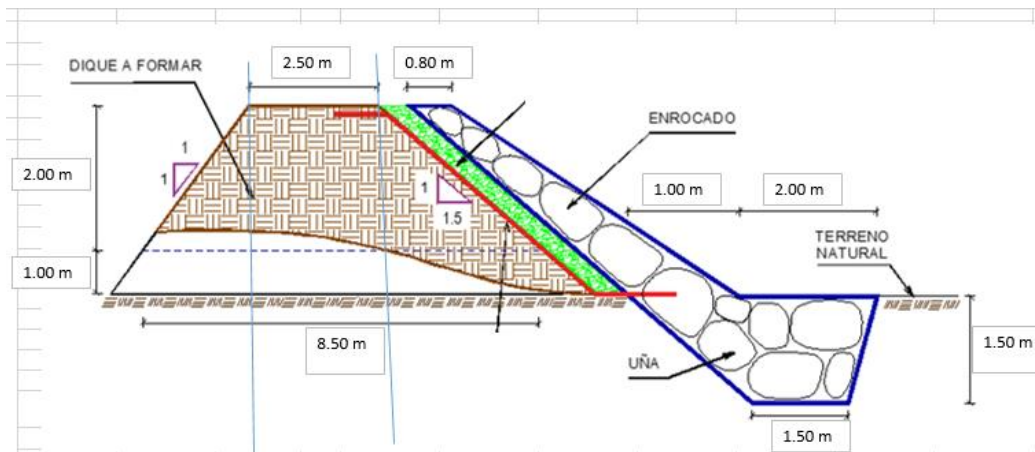 2.50 m
0.80 m
DIQUE A FORMAR
ENROCADO
1
1
2.00 m
1
1.5
1.00 m
2.00 m
TERRENO
NATURAL
1.00 m
8.50 m
UÑA
1.50 m
1.50 m